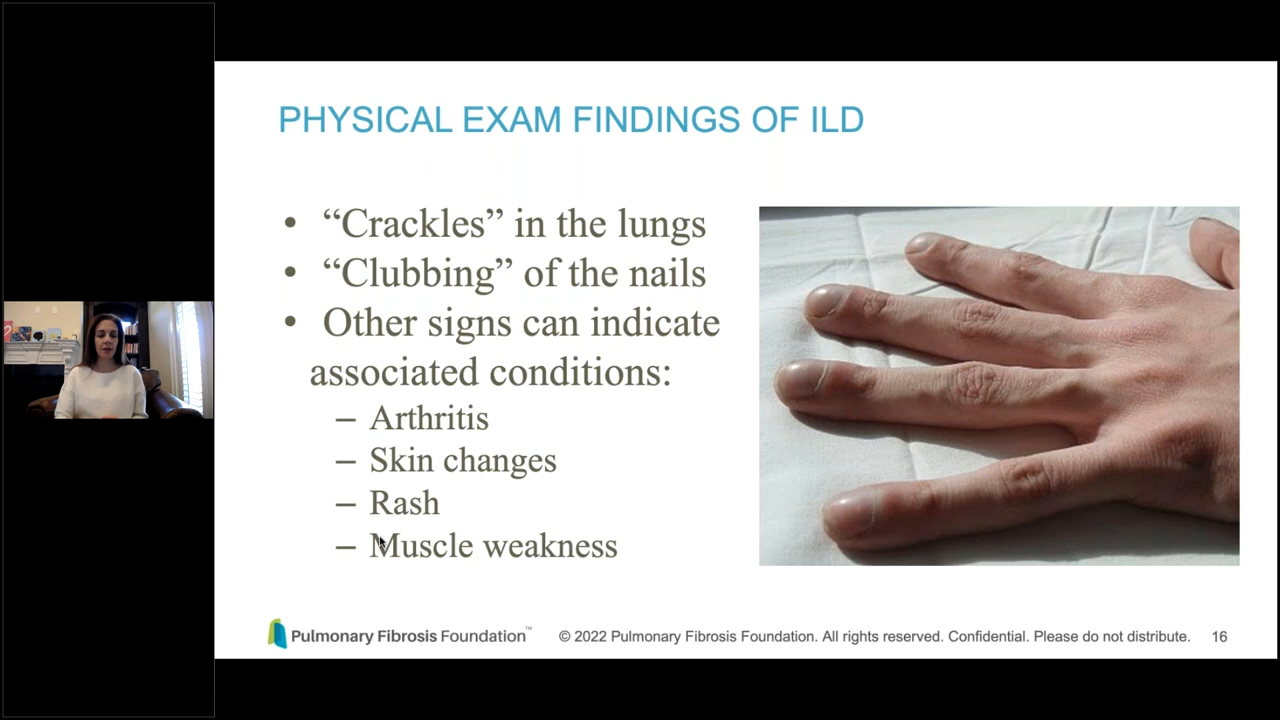 PHYSICAL EXAM FINDINGS OF ILD
• “Crackles” in the lungs
• “Clubbing” of the nails
• Other signs can indicate
associated conditions:
– Arthritis
– Skin changes
– Rash
– Muscle weakness
Pulmonary Fibrosis Foundation™ © 2022 Pulmonary Fibrosis Foundation. All rights reserved. Confidential. Please do not distribute. 16